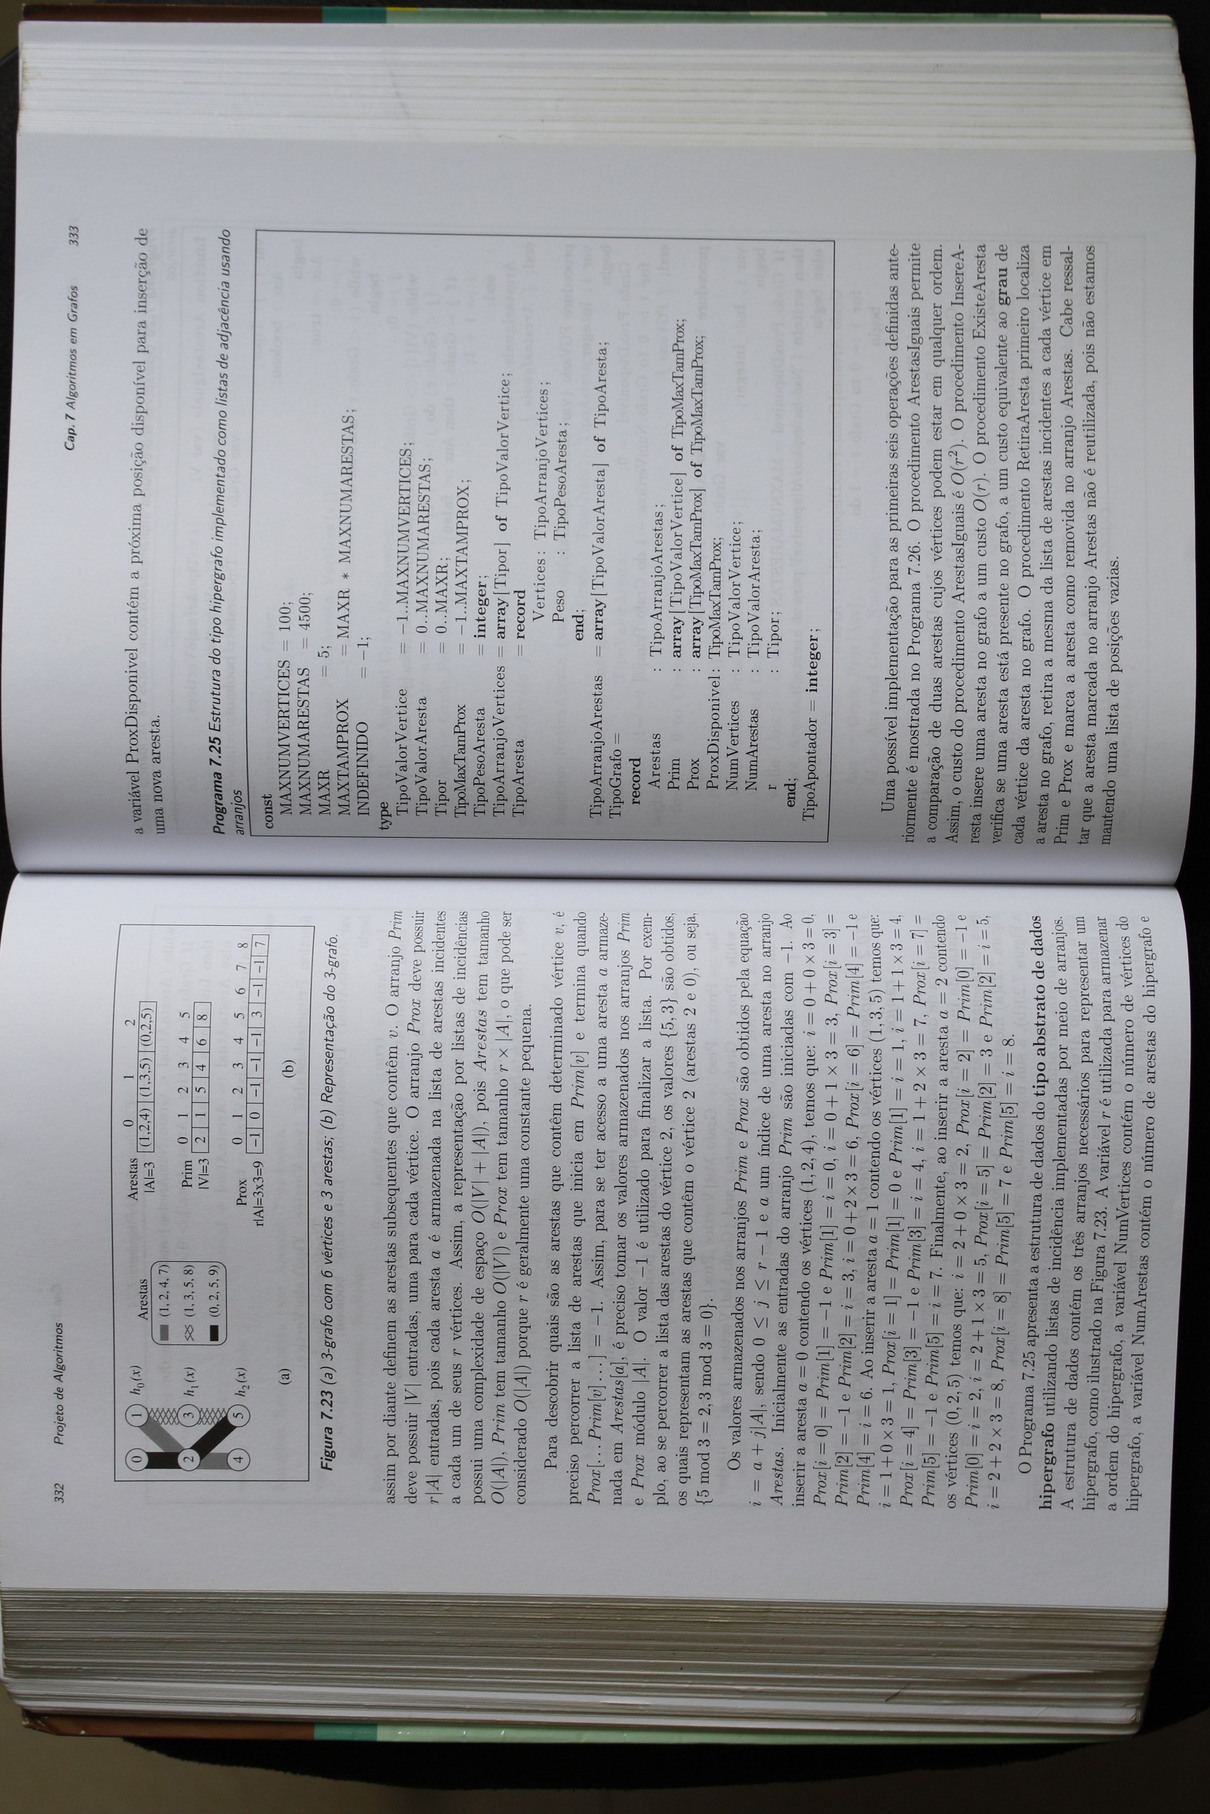 332 Projeto de Algoritmos
0 1 h0(x)
2 3 h1(x)
4 5 h2(x)
Arestas
(1, 2, 4, 7)
(1, 3, 5, 8)
(0, 2, 5, 9)
(a)
Arestas 0 1 2
|A|=3 (1,2,4) (1,3,5) (0,2,5)
Prim 0 1 2 3 4 5
|V|=3 2 1 5 4 6 8
Prox 0 1 2 3 4 5 6 7 8
r|A|=3x3=9 −1 0 −1 −1 −1 3 −1 −1 7
(b)
Figura 7.23 (a) 3-grafo com 6 vértices e 3 arestas; (b) Representação do 3-grafo.
assim por diante definem as arestas subsequentes que contêm v. O arranjo Prim
deve possuir |V| entradas, uma para cada vértice. O arranjo Prox deve possuir
r|A| entradas, pois cada aresta a é armazenada na lista de arestas incidentes
a cada um de seus r vértices. Assim, a representação por listas de incidências
possui uma complexidade de espaço O(|V| + |A|), pois Arestas tem tamanho
O(|A|), Prim tem tamanho O(|V|) e Prox tem tamanho r × |A|, o que pode ser
considerado O(|A|) porque r é geralmente uma constante pequena.
Para descobrir quais são as arestas que contêm determinado vértice v, é
preciso percorrer a lista de arestas que inicia em Prim[v] e termina quando
Prox[. . . Prim[v] . . .] = −1. Assim, para se ter acesso a uma aresta a armaze-
nada em Arestas[a], é preciso tomar os valores armazenados nos arranjos Prim
e Prox módulo |A|. O valor −1 é utilizado para finalizar a lista. Por exem-
plo, ao se percorrer a lista das arestas do vértice 2, os valores {5, 3} são obtidos,
os quais representam as arestas que contêm o vértice 2 (arestas 2 e 0), ou seja,
{5 mod 3 = 2, 3 mod 3 = 0}.
Os valores armazenados nos arranjos Prim e Prox são obtidos pela equação
i = a + j|A|, sendo 0 ≤ j ≤ r − 1 e a um índice de uma aresta no arranjo
Arestas. Inicialmente as entradas do arranjo Prim são iniciadas com −1. Ao
inserir a aresta a = 0 contendo os vértices (1, 2, 4), temos que: i = 0 + 0 × 3 = 0,
Prox[i = 0] = Prim[1] = −1 e Prim[1] = i = 0, i = 0 + 1 × 3 = 3, Prox[i = 3] =
Prim[2] = −1 e Prim[2] = i = 3, i = 0 + 2 × 3 = 6, Prox[i = 6] = Prim[4] = −1 e
Prim[4] = i = 6. Ao inserir a aresta a = 1 contendo os vértices (1, 3, 5) temos que:
i = 1 + 0 × 3 = 1, Prox[i = 1] = Prim[1] = 0 e Prim[1] = i = 1, i = 1 + 1 × 3 = 4,
Prox[i = 4] = Prim[3] = −1 e Prim[3] = i = 4, i = 1 + 2 × 3 = 7, Prox[i = 7] =
Prim[5] = −1 e Prim[5] = i = 7. Finalmente, ao inserir a aresta a = 2 contendo
os vértices (0, 2, 5) temos que: i = 2 + 0 × 3 = 2, Prox[i = 2] = Prim[0] = −1 e
Prim[0] = i = 2, i = 2 + 1 × 3 = 5, Prox[i = 5] = Prim[2] = 3 e Prim[2] = i = 5,
i = 2 + 2 × 3 = 8, Prox[i = 8] = Prim[5] = 7 e Prim[5] = i = 8.
O Programa 7.25 apresenta a estrutura de dados do tipo abstrato de dados
hipergrafo utilizando listas de incidência implementadas por meio de arranjos.
A estrutura de dados contém os três arranjos necessários para representar um
hipergrafo, como ilustrado na Figura 7.23. A variável r é utilizada para armazenar
a ordem do hipergrafo, a variável NumVertices contém o número de vértices do
hipergrafo, a variável NumArestas contém o número de arestas do hipergrafo e
Cap. 7 Algoritmos em Grafos 333
a variável ProxDisponivel contém a próxima posição disponível para inserção de
uma nova aresta.
Programa 7.25 Estrutura do tipo hipergrafo implementado como listas de adjacência usando
arranjos
const
MAXNUMVERTICES = 100;
MAXNUMARESTAS = 4500;
MAXR = 5;
MAXTAMPROX = MAXR * MAXNUMARESTAS;
INDEFINIDO = −1;
type
TipoValorVertice = −1..MAXNUMVERTICES;
TipoValorAresta = 0..MAXNUMARESTAS;
Tipor = 0..MAXR;
TipoMaxTamProx = −1..MAXTAMPROX;
TipoPesoAresta = integer;
TipoArranjoVertices = array[Tipor] of TipoValorVertice;
TipoAresta = record
Vertices: TipoArranjoVertices;
Peso : TipoPesoAresta;
end;
TipoArranjoArestas = array[TipoValorAresta] of TipoAresta;
TipoGrafo =
record
Arestas : TipoArranjoArestas;
Prim : array[TipoValorVertice] of TipoMaxTamProx;
Prox : array[TipoMaxTamProx] of TipoMaxTamProx;
ProxDisponivel: TipoMaxTamProx;
NumVertices : TipoValorVertice;
NumArestas : TipoValorAresta;
r : Tipor;
end;
TipoApontador = integer;
Uma possível implementação para as primeiras seis operações definidas ante-
riormente é mostrada no Programa 7.26. O procedimento ArestasIguais permite
a comparação de duas arestas cujos vértices podem estar em qualquer ordem.
Assim, o custo do procedimento ArestasIguais é O(r²). O procedimento InsereA-
resta insere uma aresta no grafo a um custo O(r). O procedimento ExisteAresta
verifica se uma aresta está presente no grafo, a um custo equivalente ao grau de
cada vértice da aresta no grafo. O procedimento RetiraAresta primeiro localiza
a aresta no grafo, retira a mesma da lista de arestas incidentes a cada vértice em
Prim e Prox e marca a aresta como removida no arranjo Arestas. Cabe ressal-
tar que a aresta marcada no arranjo Arestas não é reutilizada, pois não estamos
mantendo uma lista de posições vazias.